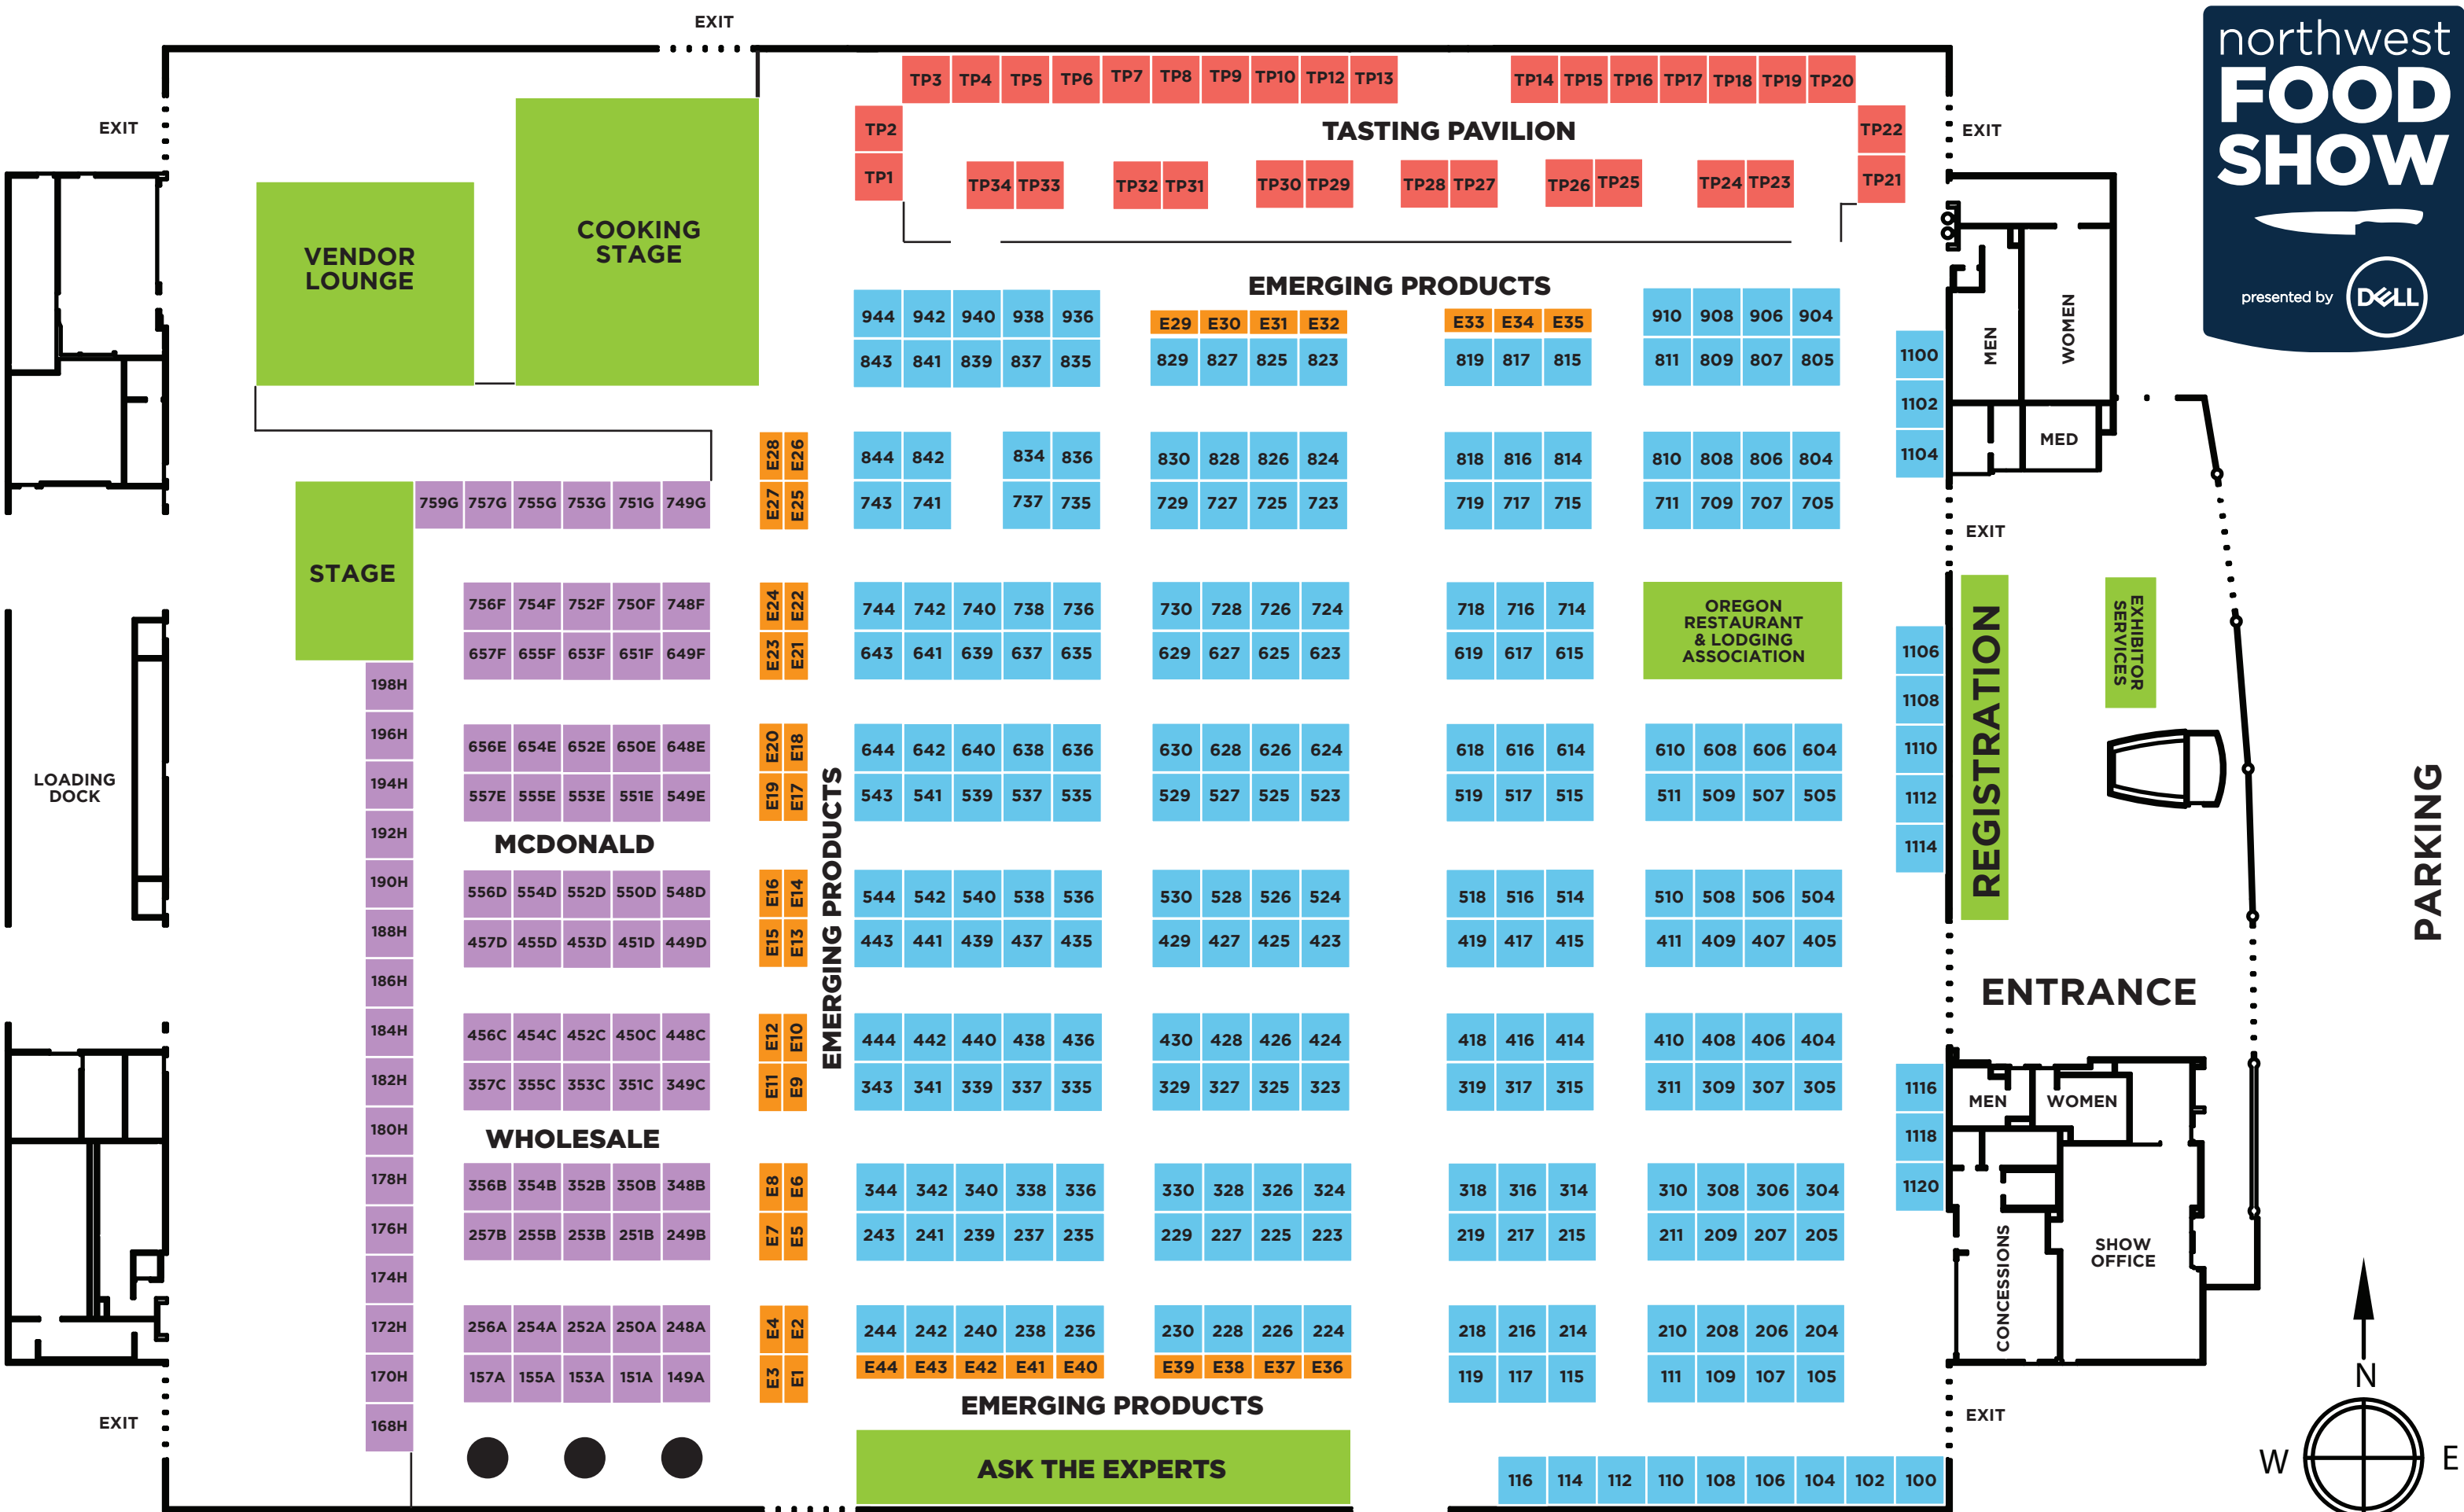 EXIT
northwest
FOOD
SHOW
presented by DELL
TP3 TP4 TP5 TP6 TP7 TP8 TP9 TP10 TP12 TP13 TP14 TP15 TP16 TP17 TP18 TP19 TP20
EXIT
TP2
TASTING PAVILION
TP22
EXIT
TP1
TP34 TP33 TP32 TP31 TP30 TP29 TP28 TP27 TP26 TP25 TP24 TP23
TP21
COOKING
STAGE
VENDOR
LOUNGE
EMERGING PRODUCTS
944 942 940 938 936 E29 E30 E31 E32 E33 E34 E35 910 908 906 904
843 841 839 837 835 829 827 825 823 819 817 815 811 809 807 805
1100
MEN
WOMEN
1102
MED
1104
E28 E26 844 842 834 836 830 828 826 824 818 816 814 810 808 806 804
759G 757G 755G 753G 751G 749G E27 E25 743 741 737 735 729 727 725 723 719 717 715 711 709 707 705
EXIT
STAGE
756F 754F 752F 750F 748F E24 E22 744 742 740 738 736 730 728 726 724 718 716 714
657F 655F 653F 651F 649F E23 E21 643 641 639 637 635 629 627 625 623 619 617 615
OREGON
RESTAURANT
& LODGING
ASSOCIATION
EXHIBITOR
SERVICES
REGISTRATION
1106
1108
1110
1112
1114
198H
196H
194H
192H
190H
188H
186H
184H
182H
180H
178H
176H
174H
172H
170H
168H
656E 654E 652E 650E 648E E20 E18 644 642 640 638 636 630 628 626 624 618 616 614 610 608 606 604
557E 555E 553E 551E 549E E19 E17 543 541 539 537 535 529 527 525 523 519 517 515 511 509 507 505
LOADING
DOCK
MCDONALD
EMERGING PRODUCTS
PARKING
556D 554D 552D 550D 548D E16 E14 544 542 540 538 536 530 528 526 524 518 516 514 510 508 506 504
457D 455D 453D 451D 449D E15 E13 443 441 439 437 435 429 427 425 423 419 417 415 411 409 407 405
ENTRANCE
456C 454C 452C 450C 448C E12 E10 444 442 440 438 436 430 428 426 424 418 416 414 410 408 406 404
357C 355C 353C 351C 349C E11 E9 343 341 339 337 335 329 327 325 323 319 317 315 311 309 307 305
1116
MEN
WOMEN
1118
1120
WHOLESALE
356B 354B 352B 350B 348B E8 E6 344 342 340 338 336 330 328 326 324 318 316 314 310 308 306 304
257B 255B 253B 251B 249B E7 E5 243 241 239 237 235 229 227 225 223 219 217 215 211 209 207 205
CONCESSIONS
SHOW
OFFICE
256A 254A 252A 250A 248A E4 E2 244 242 240 238 236 230 228 226 224 218 216 214 210 208 206 204
157A 155A 153A 151A 149A E3 E1 E44 E43 E42 E41 E40 E39 E38 E37 E36 119 117 115 111 109 107 105
EMERGING PRODUCTS
EXIT
EXIT
ASK THE EXPERTS
116 114 112 110 108 106 104 102 100
N
W E